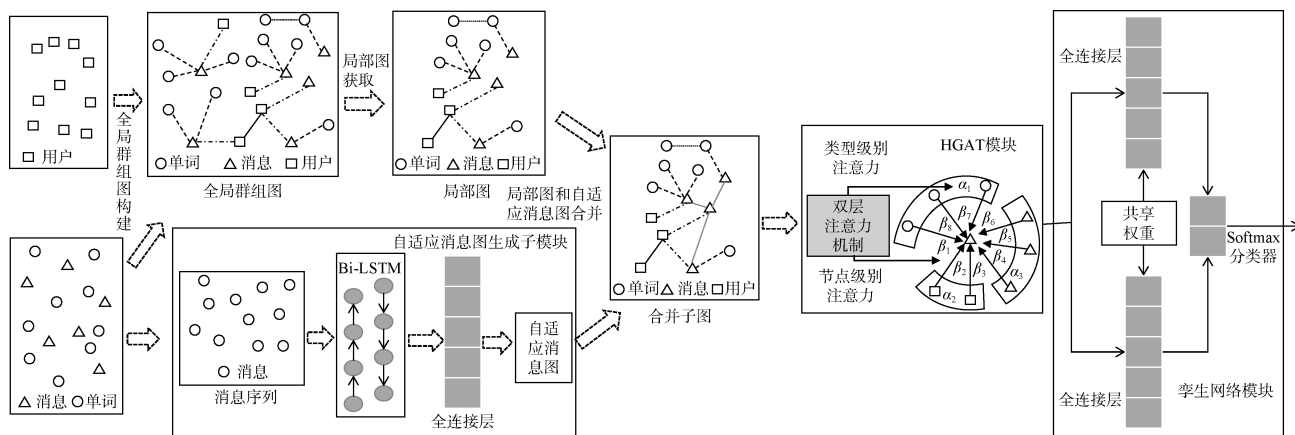 用户
全局群组图构建
消息 单词
单词 消息 用户
全局群组图
局部图
获取
单词 消息 用户
局部图
局部图和自适
应消息图合并
自适应消息图生成子模块
消息
消息序列
Bi-LSTM
全连接层
自适
应消
息图
单词 消息 用户
合并子图
HGAT模块
类型级别
注意力
双层
注意力
机制
节点级别
注意力
α₁
β₇
β₆
β₈
β₅
β₁
β₄
β₂
β₃
α₂
α₃
全连接层
共享
权重
Softmax
分类器
全连接层
孪生网络模块